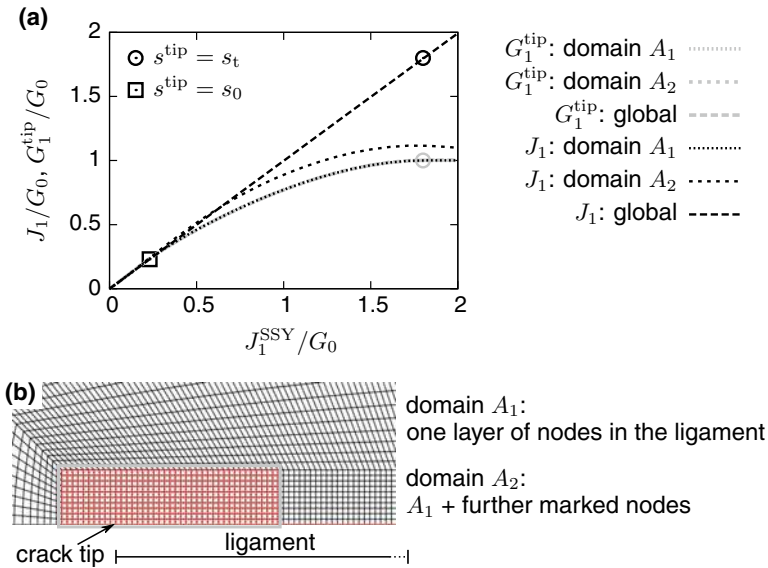 (a)
2
1.5
1
0.5
0
0
0.5
1
1.5
2
J₁/G₀, G₁ᵗⁱᵖ/G₀
J₁ˢˢʸ/G₀
sᵗⁱᵖ = sₜ
sᵗⁱᵖ = s₀
G₁ᵗⁱᵖ: domain A₁
G₁ᵗⁱᵖ: domain A₂
G₁ᵗⁱᵖ: global
J₁: domain A₁
J₁: domain A₂
J₁: global
(b)
domain A₁:
one layer of nodes in the ligament
domain A₂:
A₁ + further marked nodes
crack tip
ligament